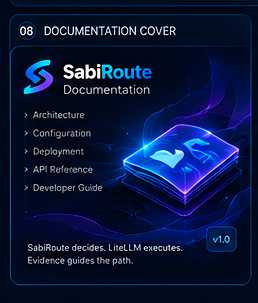 08 DOCUMENTATION COVER
SabiRoute
Documentation
› Architecture
› Configuration
› Deployment
› API Reference
› Developer Guide
v1.0
SabiRoute decides. LiteLLM executes.
Evidence guides the path.